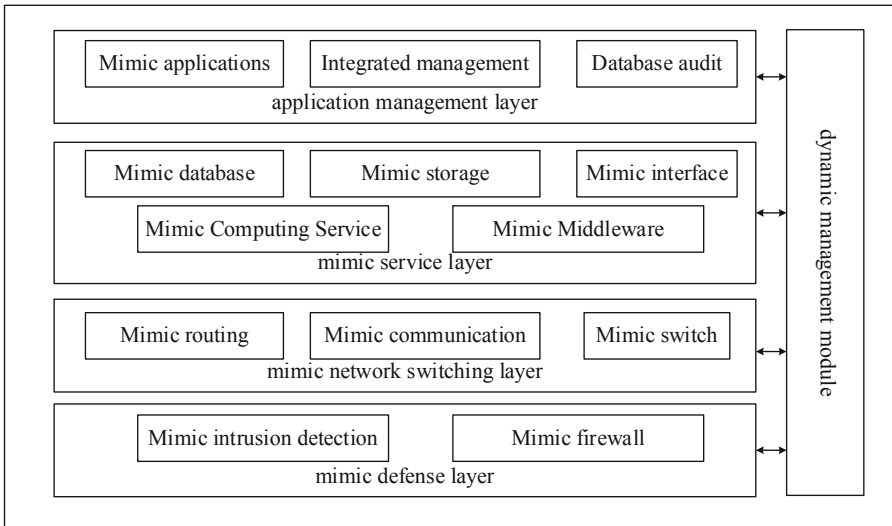 Mimic applications
Integrated management
Database audit
application management layer
Mimic database
Mimic storage
Mimic interface
Mimic Computing Service
Mimic Middleware
mimic service layer
Mimic routing
Mimic communication
Mimic switch
mimic network switching layer
Mimic intrusion detection
Mimic firewall
mimic defense layer
dynamic management module